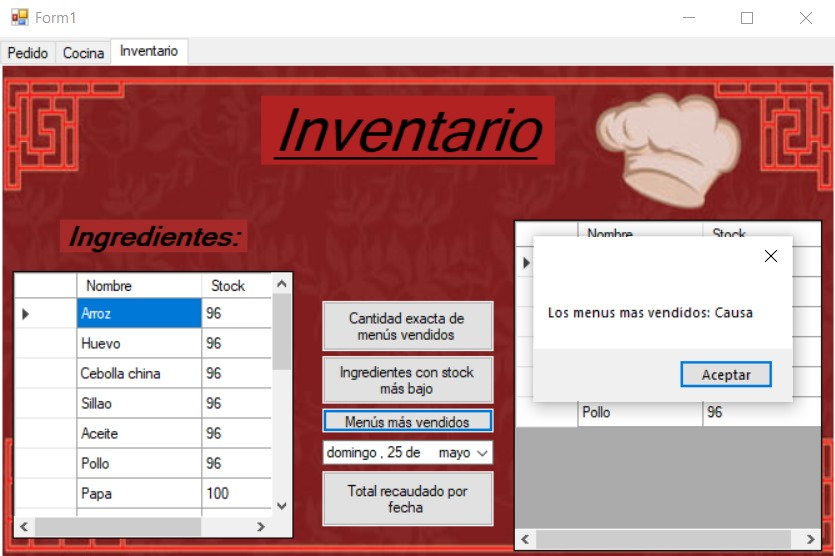 Form1
Pedido Cocina Inventario
Inventario
Ingredientes:
Nombre Stock
Arroz 96
Huevo 96
Cebolla china 96
Sillao 96
Aceite 96
Pollo 96
Papa 100
Cantidad exacta de
menús vendidos
Ingredientes con stock
más bajo
Menús más vendidos
domingo , 25 de mayo
Total recaudado por
fecha
Nombre Stock
Los menus mas vendidos: Causa
Aceptar
Pollo 96